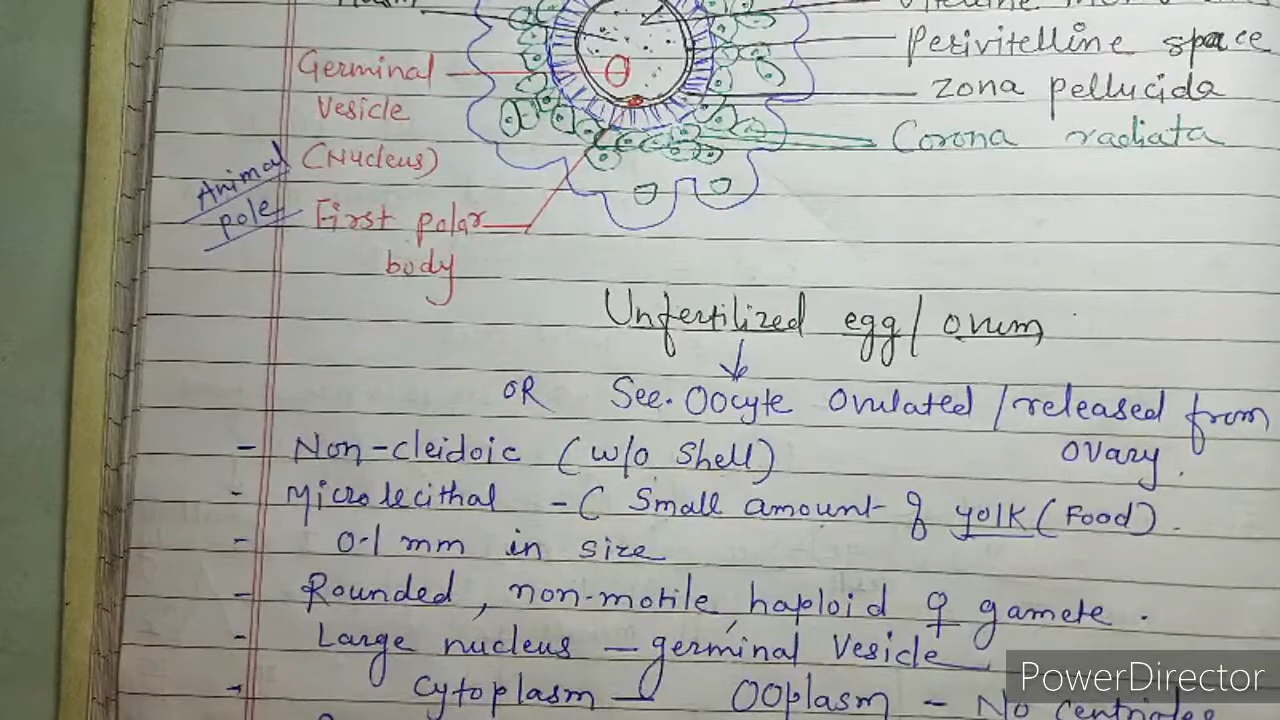 Perivitelline space
Germinal
zona pellucida
Vesicle
Corona radiata
(Nucleus)
Animal
pole
First polar
body
Unfertilized egg/ovum
OR See. Oocyte Ovulated / released from
ovary.
- Non-cleidoic (w/o Shell)
- Microlecithal - ( Small amount of yolk (Food).
- 0.1 mm in size
- Rounded, non-motile, haploid ♀ gamete.
- Large nucleus - germinal Vesicle
- Cytoplasm - Ooplasm - No centrioles
PowerDirector